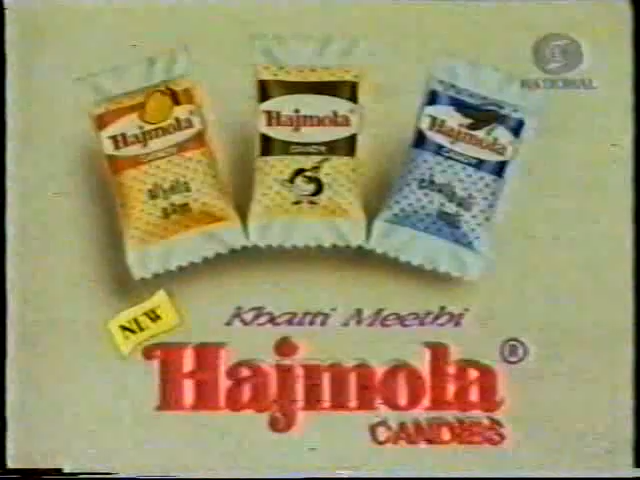 NATIONAL
Hajmola
CANDY
Hajmola
CANDY
Hajmola
CANDY
NEW
Khatti Meethi
Hajmola®
CANDIES